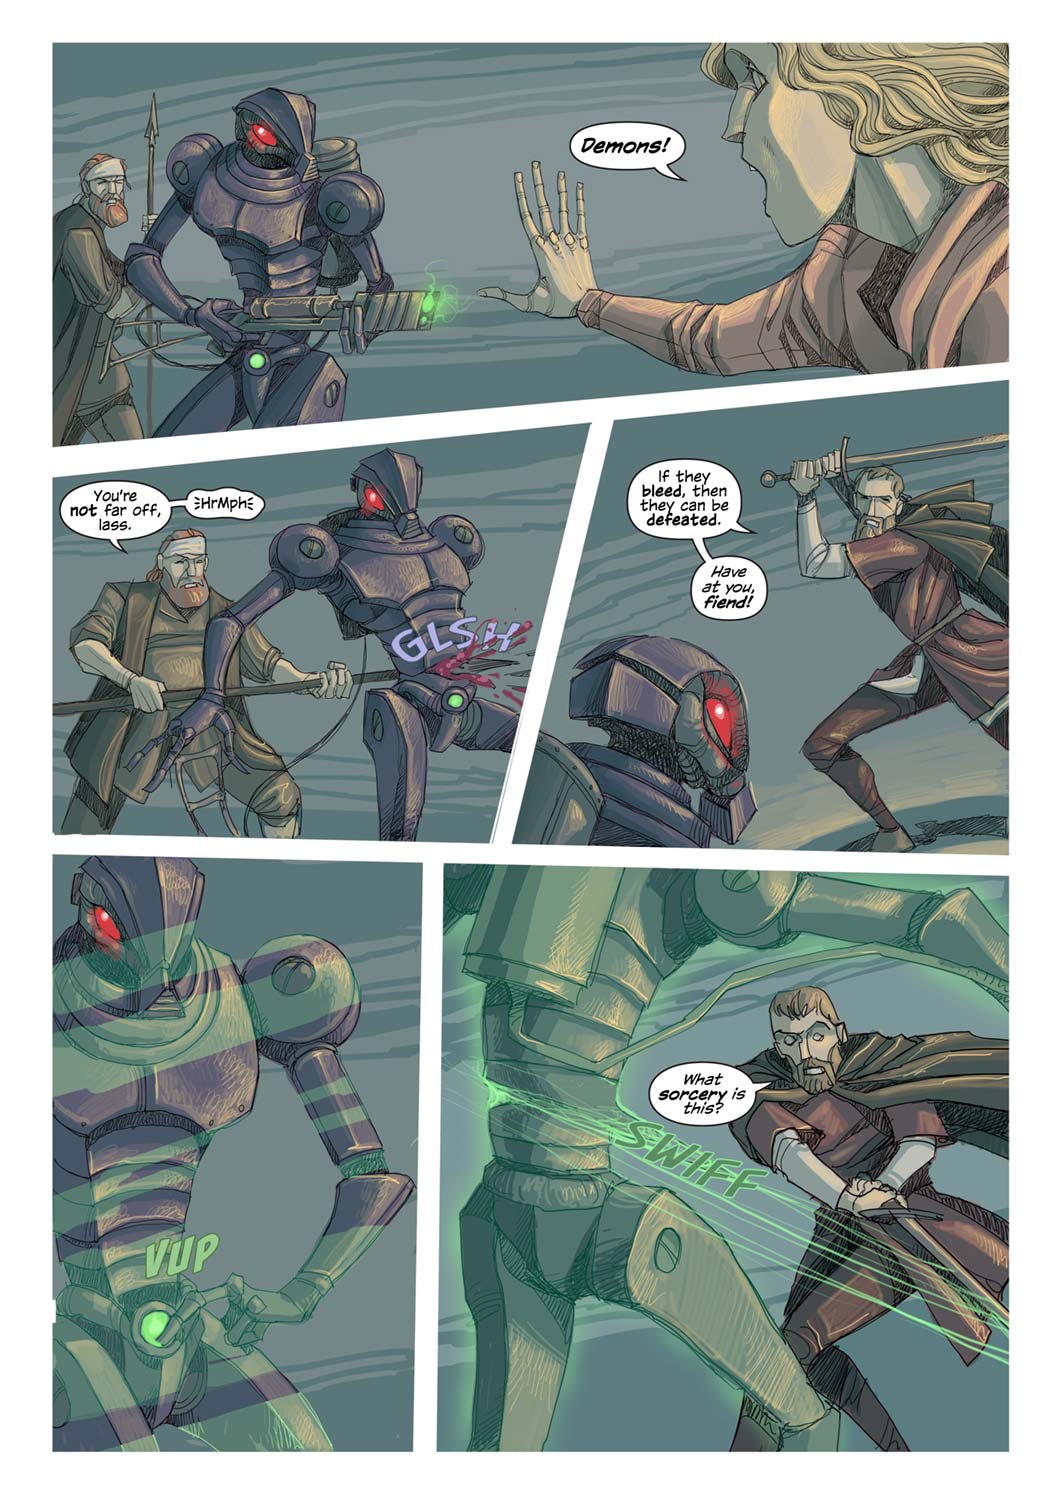 Demons!
You're
not far off,
lass.
HrMph
GLSH
If they
bleed, then
they can be
defeated.
Have
at you,
fiend!
VUP
What
sorcery is
this?
SWIFF